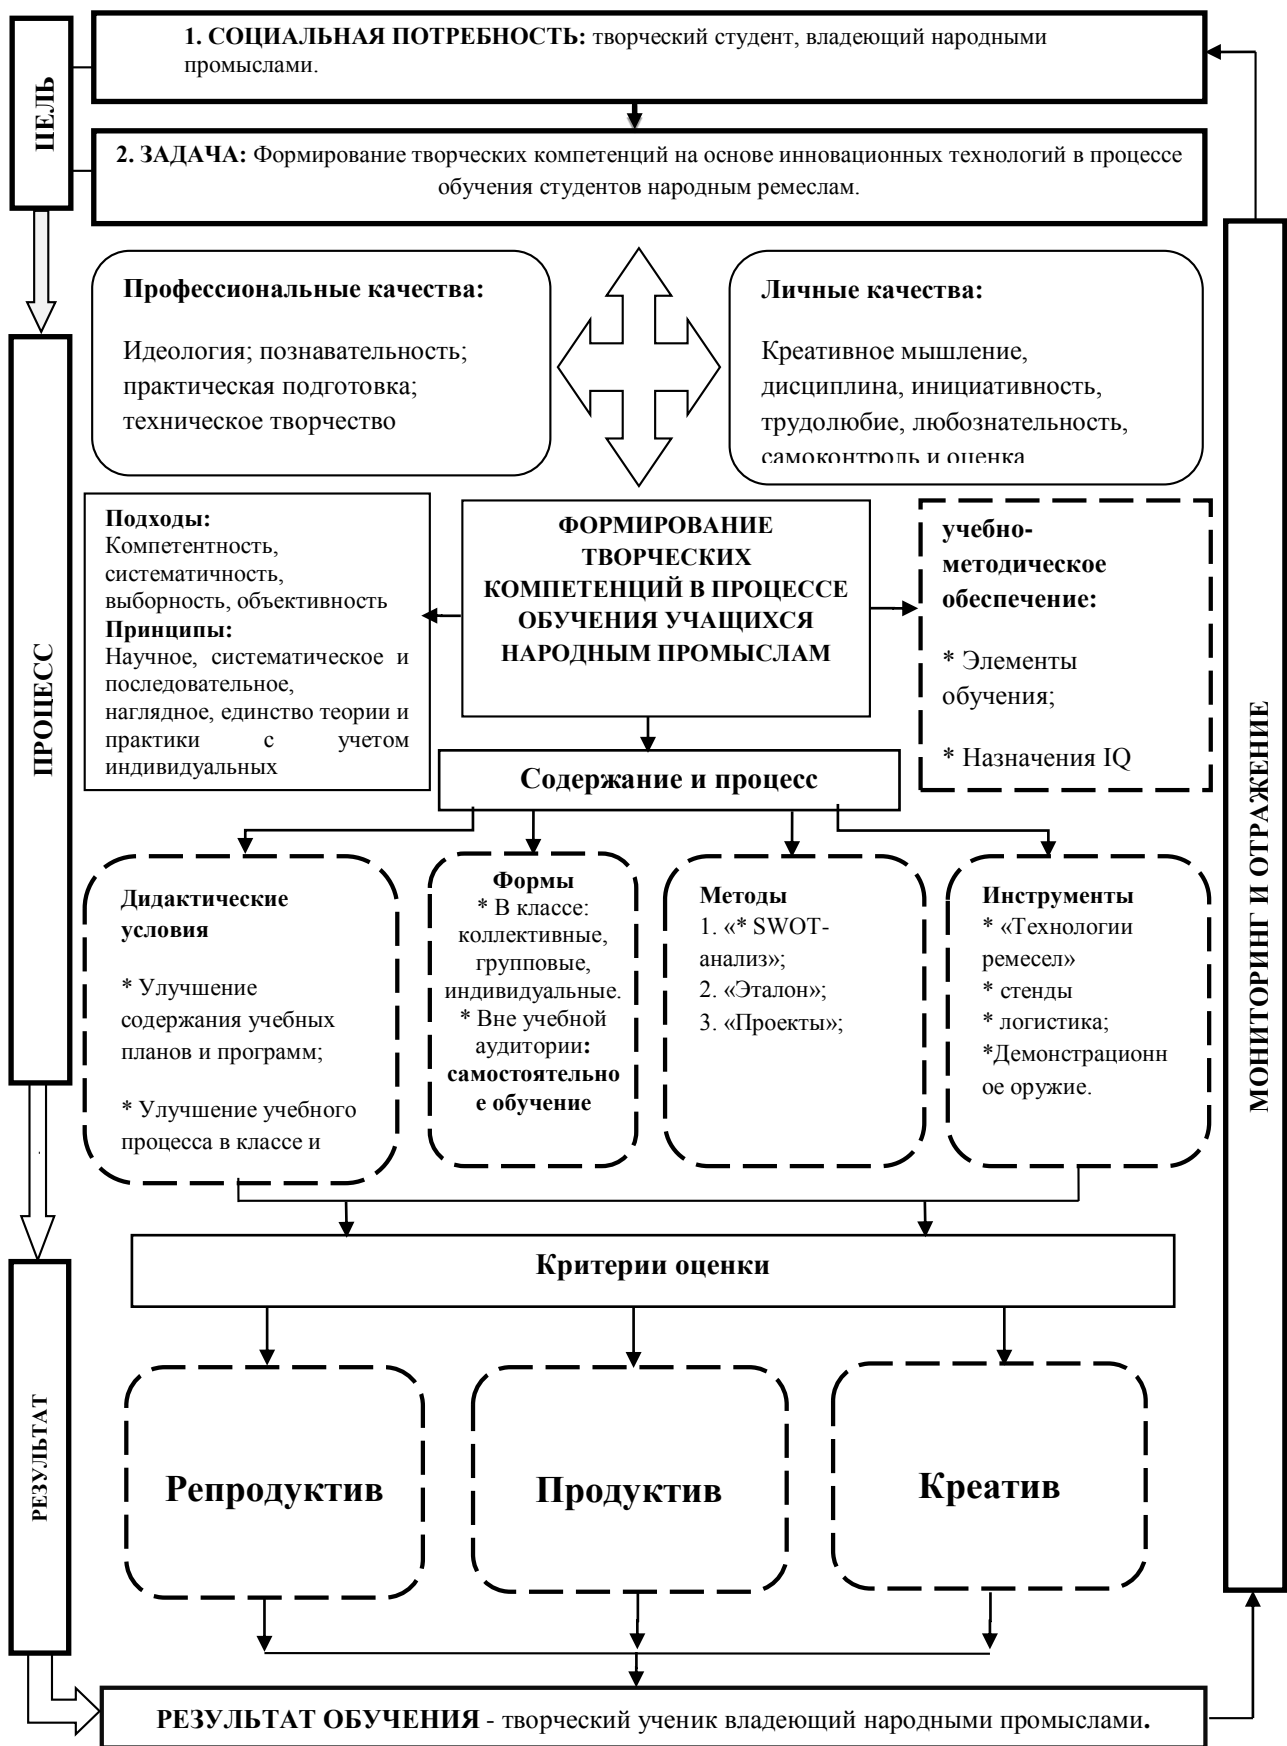 ЦЕЛЬ
1. СОЦИАЛЬНАЯ ПОТРЕБНОСТЬ: творческий студент, владеющий народными
промыслами.
2. ЗАДАЧА: Формирование творческих компетенций на основе инновационных технологий в процессе
обучения студентов народным ремеслам.
ПРОЦЕСС
Профессиональные качества:
Идеология; познавательность;
практическая подготовка;
техническое творчество
Личные качества:
Креативное мышление,
дисциплина, инициативность,
трудолюбие, любознательность,
самоконтроль и оценка
Подходы:
Компетентность,
систематичность,
выборность, объективность
Принципы:
Научное, систематическое и
последовательное,
наглядное, единство теории и
практики с учетом
индивидуальных
ФОРМИРОВАНИЕ
ТВОРЧЕСКИХ
КОМПЕТЕНЦИЙ В ПРОЦЕССЕ
ОБУЧЕНИЯ УЧАЩИХСЯ
НАРОДНЫМ ПРОМЫСЛАМ
учебно-
методическое
обеспечение:
* Элементы
обучения;
* Назначения IQ
Содержание и процесс
Дидактические
условия
* Улучшение
содержания учебных
планов и программ;
* Улучшение учебного
процесса в классе и
Формы
* В классе:
коллективные,
групповые,
индивидуальные.
* Вне учебной
аудитории:
самостоятельно
е обучение
Методы
1. «* SWOT-
анализ»;
2. «Эталон»;
3. «Проекты»;
Инструменты
* «Технологии
ремесел»
* стенды
* логистика;
*Демонстрационн
ое оружие.
МОНИТОРИНГ И ОТРАЖЕНИЕ
РЕЗУЛЬТАТ
Критерии оценки
Репродуктив
Продуктив
Креатив
РЕЗУЛЬТАТ ОБУЧЕНИЯ - творческий ученик владеющий народными промыслами.